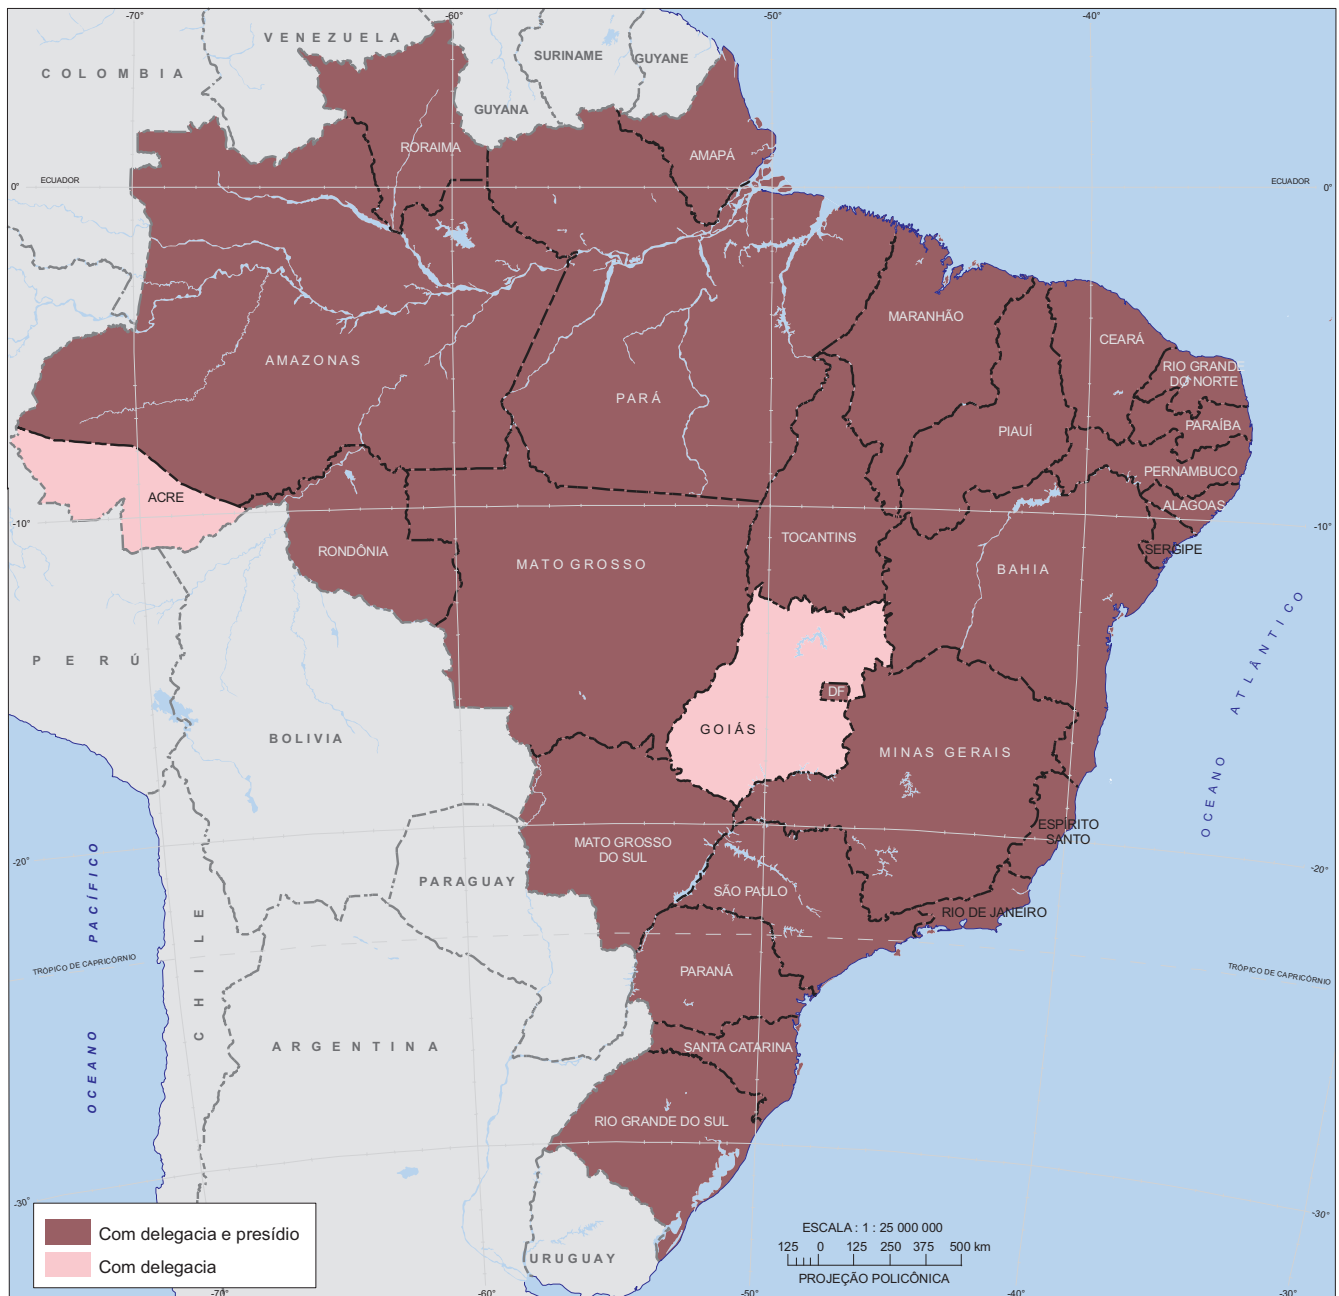 -70°
-60°
-50°
-40°
VENEZUELA
SURINAME
GUYANE
COLOMBIA
GUYANA
RORAIMA
AMAPÁ
ECUADOR
ECUADOR
0°
0°
MARANHÃO
CEARÁ
AMAZONAS
RIO GRANDE
DO NORTE
PARÁ
PIAUÍ
PARAÍBA
PERNAMBUCO
ACRE
ALAGOAS
-10°
-10°
TOCANTINS
SERGIPE
RONDÔNIA
MATO GROSSO
BAHIA
PERÚ
OCEANO ATLÂNTICO
DF
GOIÁS
BOLIVIA
MINAS GERAIS
ESPÍRITO
SANTO
MATO GROSSO
DO SUL
-20°
-20°
PARAGUAY
SÃO PAULO
RIO DE JANEIRO
OCEANO PACÍFICO
CHILE
TRÓPICO DE CAPRICÓRNIO
TRÓPICO DE CAPRICÓRNIO
PARANÁ
ARGENTINA
SANTA CATARINA
RIO GRANDE DO SUL
-30°
-30°
Com delegacia e presídio
Com delegacia
URUGUAY
ESCALA : 1 : 25 000 000
125 0 125 250 375 500 km
PROJEÇÃO POLICÔNICA
-70°
-60°
-50°
-40°
-30°